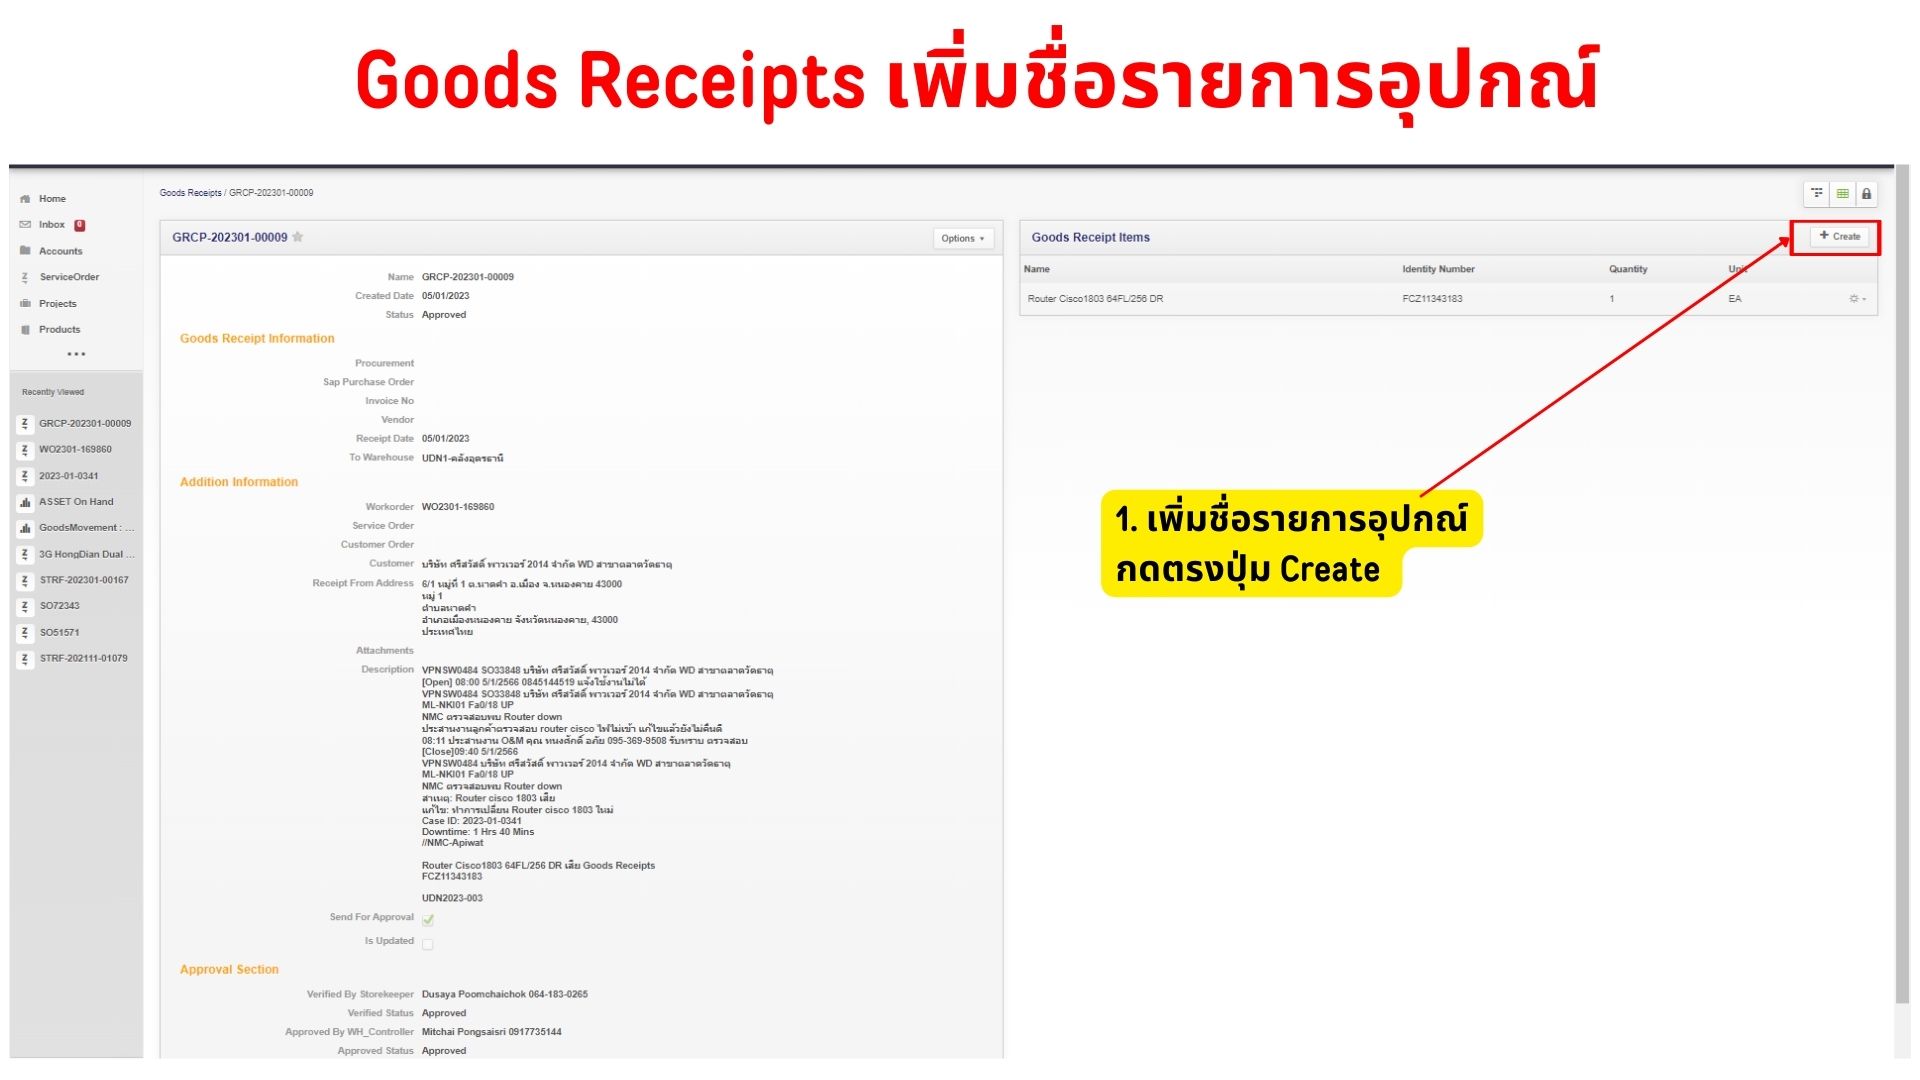 Goods Receipts เพิ่มชื่อรายการอุปกณ์
Home
Inbox 0
Accounts
ServiceOrder
Projects
Products
Recently Viewed
GRCP-202301-00009
WO2301-169860
2023-01-0341
ASSET On Hand
GoodsMovement : ...
3G HongDian Dual ...
STRF-202301-00167
SO72343
SO51571
STRF-202111-01079
Goods Receipts / GRCP-202301-00009
GRCP-202301-00009
Options
Name GRCP-202301-00009
Created Date 05/01/2023
Status Approved
Goods Receipt Information
Procurement
Sap Purchase Order
Invoice No
Vendor
Receipt Date 05/01/2023
To Warehouse UDN1-คลังอุดรธานี
Addition Information
Workorder WO2301-169860
Service Order
Customer Order
Customer บริษัท ศรีสวัสดิ์ พาวเวอร์ 2014 จำกัด WD สาขาตลาดวัดธาตุ
Receipt From Address 6/1 หมู่ที่ 1 ต.หาดคำ อ.เมือง จ.หนองคาย 43000
หมู่ 1
ตำบลหาดคำ
อำเภอเมืองหนองคาย จังหวัดหนองคาย, 43000
ประเทศไทย
Attachments
Description VPNSW0484 SO33848 บริษัท ศรีสวัสดิ์ พาวเวอร์ 2014 จำกัด WD สาขาตลาดวัดธาตุ
[Open] 08:00 5/1/2566 0845144519 แจ้งใช้งานไม่ได้
VPNSW0484 SO33848 บริษัท ศรีสวัสดิ์ พาวเวอร์ 2014 จำกัด WD สาขาตลาดวัดธาตุ
ML-NKI01 Fa0/18 UP
NMC ตรวจสอบพบ Router down
ประสานงานลูกค้าตรวจสอบ router cisco ไฟไม่เข้า แก้ไขแล้วยังไม่คืนดี
08:11 ประสานงาน O&M คุณ ทนงศักดิ์ อภัย 095-369-9508 รับทราบ ตรวจสอบ
[Close]09:40 5/1/2566
VPNSW0484 บริษัท ศรีสวัสดิ์ พาวเวอร์ 2014 จำกัด WD สาขาตลาดวัดธาตุ
ML-NKI01 Fa0/18 UP
NMC ตรวจสอบพบ Router down
สาเหตุ: Router cisco 1803 เสีย
แก้ไข: ทำการเปลี่ยน Router cisco 1803 ใหม่
Case ID: 2023-01-0341
Downtime: 1 Hrs 40 Mins
//NMC-Apiwat
Router Cisco1803 64FL/256 DR เสีย Goods Receipts
FCZ11343183
UDN2023-003
Send For Approval
Is Updated
Approval Section
Verified By Storekeeper Dusaya Poomchaichok 064-183-0265
Verified Status Approved
Approved By WH_Controller Mitchai Pongsaisri 0917735144
Approved Status Approved
Goods Receipt Items
+ Create
Name Identity Number Quantity Unit
Router Cisco1803 64FL/256 DR FCZ11343183 1 EA
1. เพิ่มชื่อรายการอุปกณ์
กดตรงปุ่ม Create